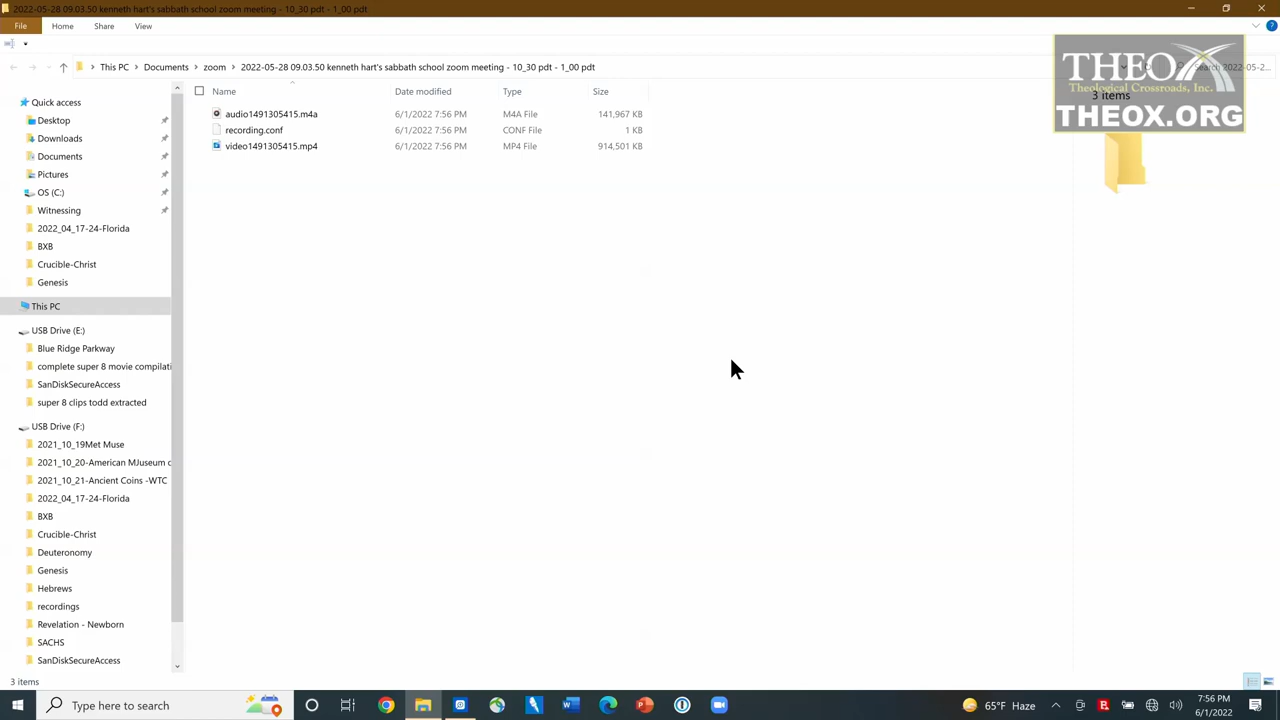 2022-05-28 09.03.50 kenneth hart's sabbath school zoom meeting - 10_30 pdt - 1_00 pdt
File Home Share View
This PC Documents zoom 2022-05-28 09.03.50 kenneth hart's sabbath school zoom meeting - 10_30 pdt - 1_00 pdt
Search 2022-05-2...
THEOX
Theological Crossroads, Inc.
THEOX.ORG
3 items
Name Date modified Type Size
audio1491305415.m4a 6/1/2022 7:56 PM M4A File 141,967 KB
recording.conf 6/1/2022 7:56 PM CONF File 1 KB
video1491305415.mp4 6/1/2022 7:56 PM MP4 File 914,501 KB
Quick access
Desktop
Downloads
Documents
Pictures
OS (C:)
Witnessing
2022_04_17-24-Florida
BXB
Crucible-Christ
Genesis
This PC
USB Drive (E:)
Blue Ridge Parkway
complete super 8 movie compilati
SanDiskSecureAccess
super 8 clips todd extracted
USB Drive (F:)
2021_10_19Met Muse
2021_10_20-American MJuseum c
2021_10_21-Ancient Coins -WTC
2022_04_17-24-Florida
BXB
Crucible-Christ
Deuteronomy
Genesis
Hebrews
recordings
Revelation - Newborn
SACHS
SanDiskSecureAccess
3 items
Type here to search
65°F Haze
7:56 PM
6/1/2022